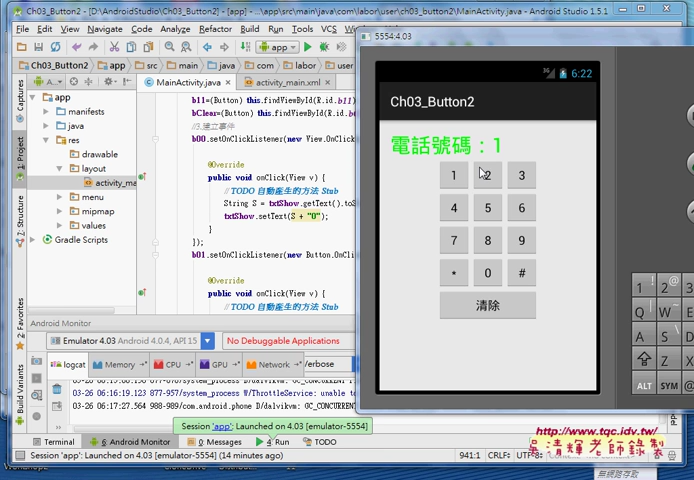 Ch03_Button2 - [D:\AndroidStudio\Ch03_Button2] - [app] - ...\app\src\main\java\com\labor\user\ch03_button2\MainActivity.java - Android Studio 1.5.1
File Edit View Navigate Code Analyze Refactor Build Run Tools VCS
5554:4.03
app
Ch03_Button2 app src main java com labor user
MainActivity.java activity_main.xml
Captures
1: Project
7: Structure
2: Favorites
Build Variants
app
manifests
java
res
drawable
layout
activity_ma
menu
mipmap
values
Gradle Scripts
b11=(Button) this.findViewById(R.id.b11)
bClear=(Button) this.findViewById(R.id.
//3.建立事件
b00.setOnClickListener(new View.OnClick
@Override
public void onClick(View v) {
// TODO 自動產生的方法 Stub
String S = txtShow.getText().toS
txtShow.setText(S + "0");
}
});
b01.setOnClickListener(new Button.OnCli
@Override
public void onClick(View v) {
// TODO 自動產生的方法 Stub
3G 6:22
Ch03_Button2
電話號碼：1
1 2 3
4 5 6
7 8 9
* 0 #
清除
1 ! 2 @ 3
Q W E
A S
Z
ALT SYM @
Android Monitor
Emulator 4.03 Android 4.0.4, API 15 No Debuggable Applications
logcat Memory CPU GPU Network /erbose
03-26 06:16:19.123 877-957/system_process W/ThrottleService: unable to
03-26 06:17:27.564 988-989/com.android.phone D/dalvikvm: GC_CONCURRENT
Session 'app': Launched on 4.03 [emulator-5554]
Terminal 6: Android Monitor 0: Messages 4: Run TODO
Session 'app': Launched on 4.03 [emulator-5554] (14 minutes ago)
941:1 CRLF: UTF-8
http://www.tqc.idv.tw/
吳清輝老師錄製
無網路存取